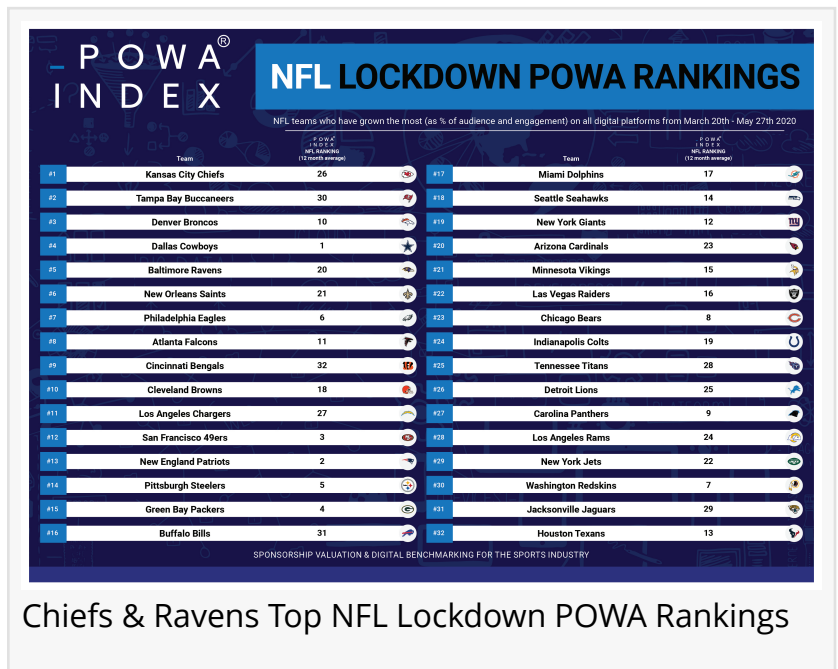 POWA®
INDEX
NFL LOCKDOWN POWA RANKINGS
NFL teams who have grown the most (as % of audience and engagement) on all digital platforms from March 20th - May 27th 2020
Team
POWA
INDEX
NFL RANKING
(12 month average)
#1 Kansas City Chiefs 26
#2 Tampa Bay Buccaneers 30
#3 Denver Broncos 10
#4 Dallas Cowboys 1
#5 Baltimore Ravens 20
#6 New Orleans Saints 21
#7 Philadelphia Eagles 6
#8 Atlanta Falcons 11
#9 Cincinnati Bengals 32
#10 Cleveland Browns 18
#11 Los Angeles Chargers 27
#12 San Francisco 49ers 3
#13 New England Patriots 2
#14 Pittsburgh Steelers 5
#15 Green Bay Packers 4
#16 Buffalo Bills 31
Team
POWA
INDEX
NFL RANKING
(12 month average)
#17 Miami Dolphins 17
#18 Seattle Seahawks 14
#19 New York Giants 12
#20 Arizona Cardinals 23
#21 Minnesota Vikings 15
#22 Las Vegas Raiders 16
#23 Chicago Bears 8
#24 Indianapolis Colts 19
#25 Tennessee Titans 28
#26 Detroit Lions 25
#27 Carolina Panthers 9
#28 Los Angeles Rams 24
#29 New York Jets 22
#30 Washington Redskins 7
#31 Jacksonville Jaguars 29
#32 Houston Texans 13
SPONSORSHIP VALUATION & DIGITAL BENCHMARKING FOR THE SPORTS INDUSTRY
Chiefs & Ravens Top NFL Lockdown POWA Rankings